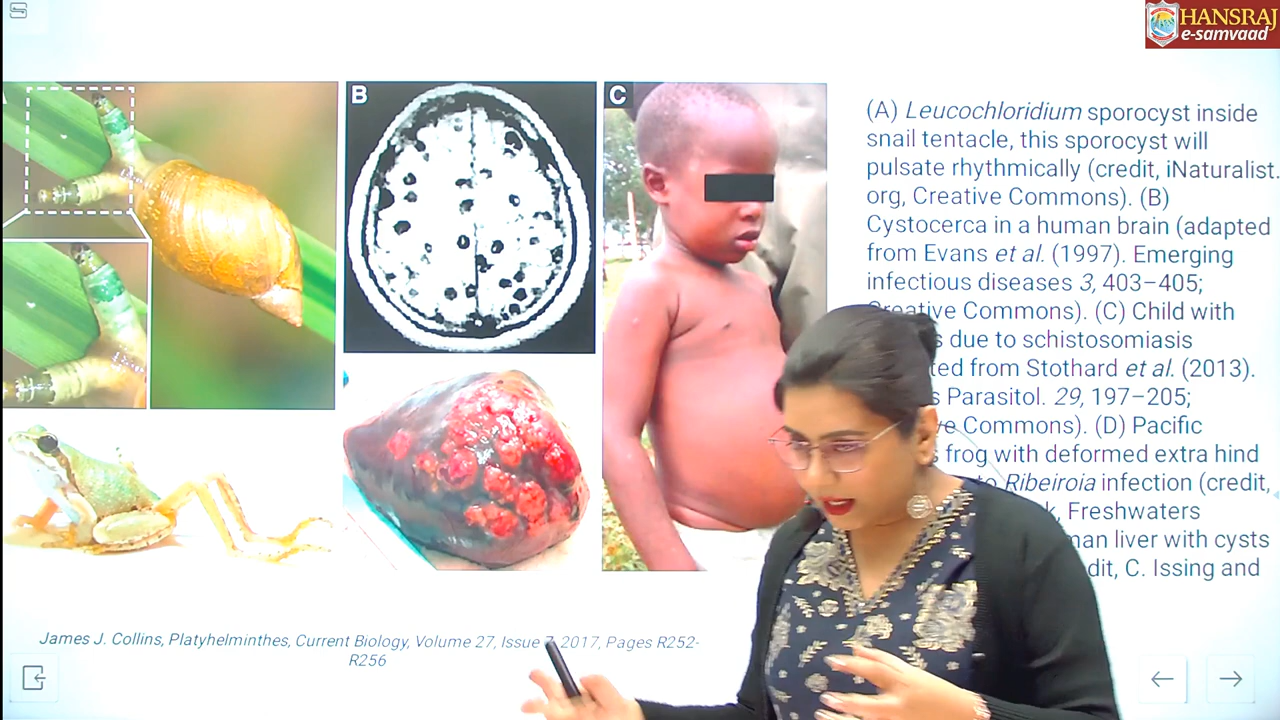 HANSRAJ
e-samvaad
B
C
(A) Leucochloridium sporocyst inside
snail tentacle, this sporocyst will
pulsate rhythmically (credit, iNaturalist.
org, Creative Commons). (B)
Cystocerca in a human brain (adapted
from Evans et al. (1997). Emerging
infectious diseases 3, 403–405;
Creative Commons). (C) Child with
due to schistosomiasis
from Stothard et al. (2013).
Parasitol. 29, 197–205;
Commons). (D) Pacific
frog with deformed extra hind
to Ribeiroia infection (credit,
Freshwaters
liver with cysts
C. Issing and
James J. Collins, Platyhelminthes, Current Biology, Volume 27, Issue 2017, Pages R252-
R256